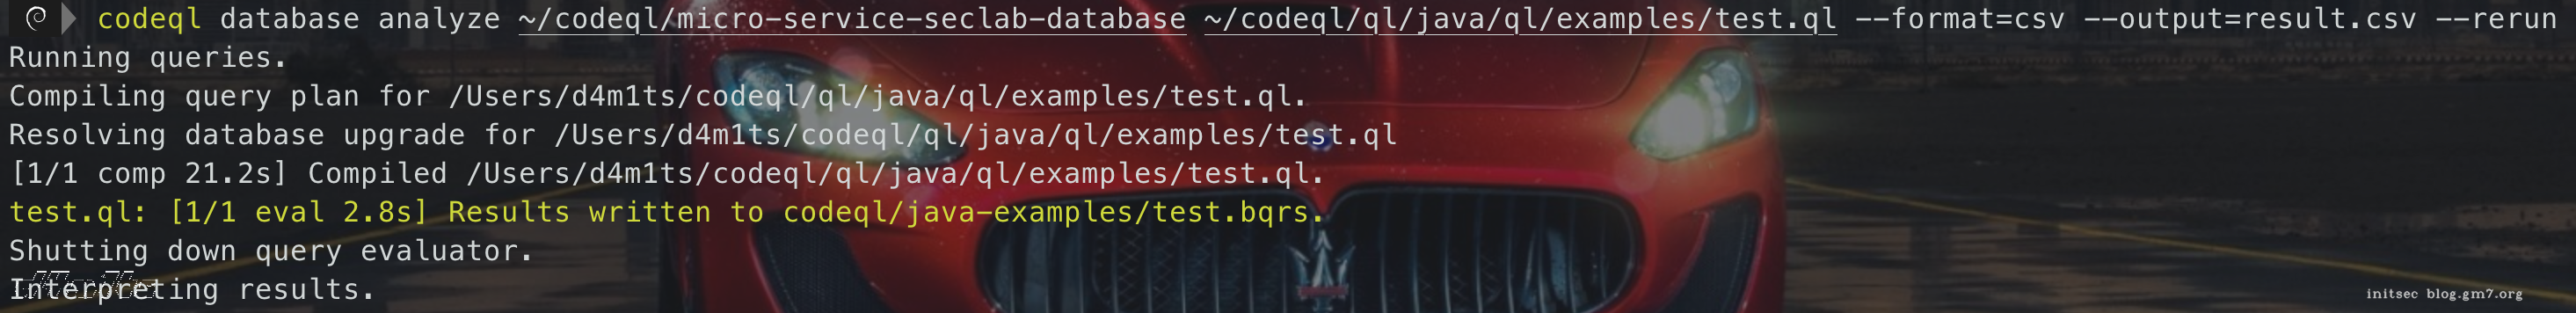 codeql database analyze ~/codeql/micro-service-seclab-database ~/codeql/ql/java/ql/examples/test.ql --format=csv --output=result.csv --rerun
Running queries.
Compiling query plan for /Users/d4m1ts/codeql/ql/java/ql/examples/test.ql.
Resolving database upgrade for /Users/d4m1ts/codeql/ql/java/ql/examples/test.ql
[1/1 comp 21.2s] Compiled /Users/d4m1ts/codeql/ql/java/ql/examples/test.ql.
test.ql: [1/1 eval 2.8s] Results written to codeql/java-examples/test.bqrs.
Shutting down query evaluator.
Interpreting results.
initsec blog.gm7.org